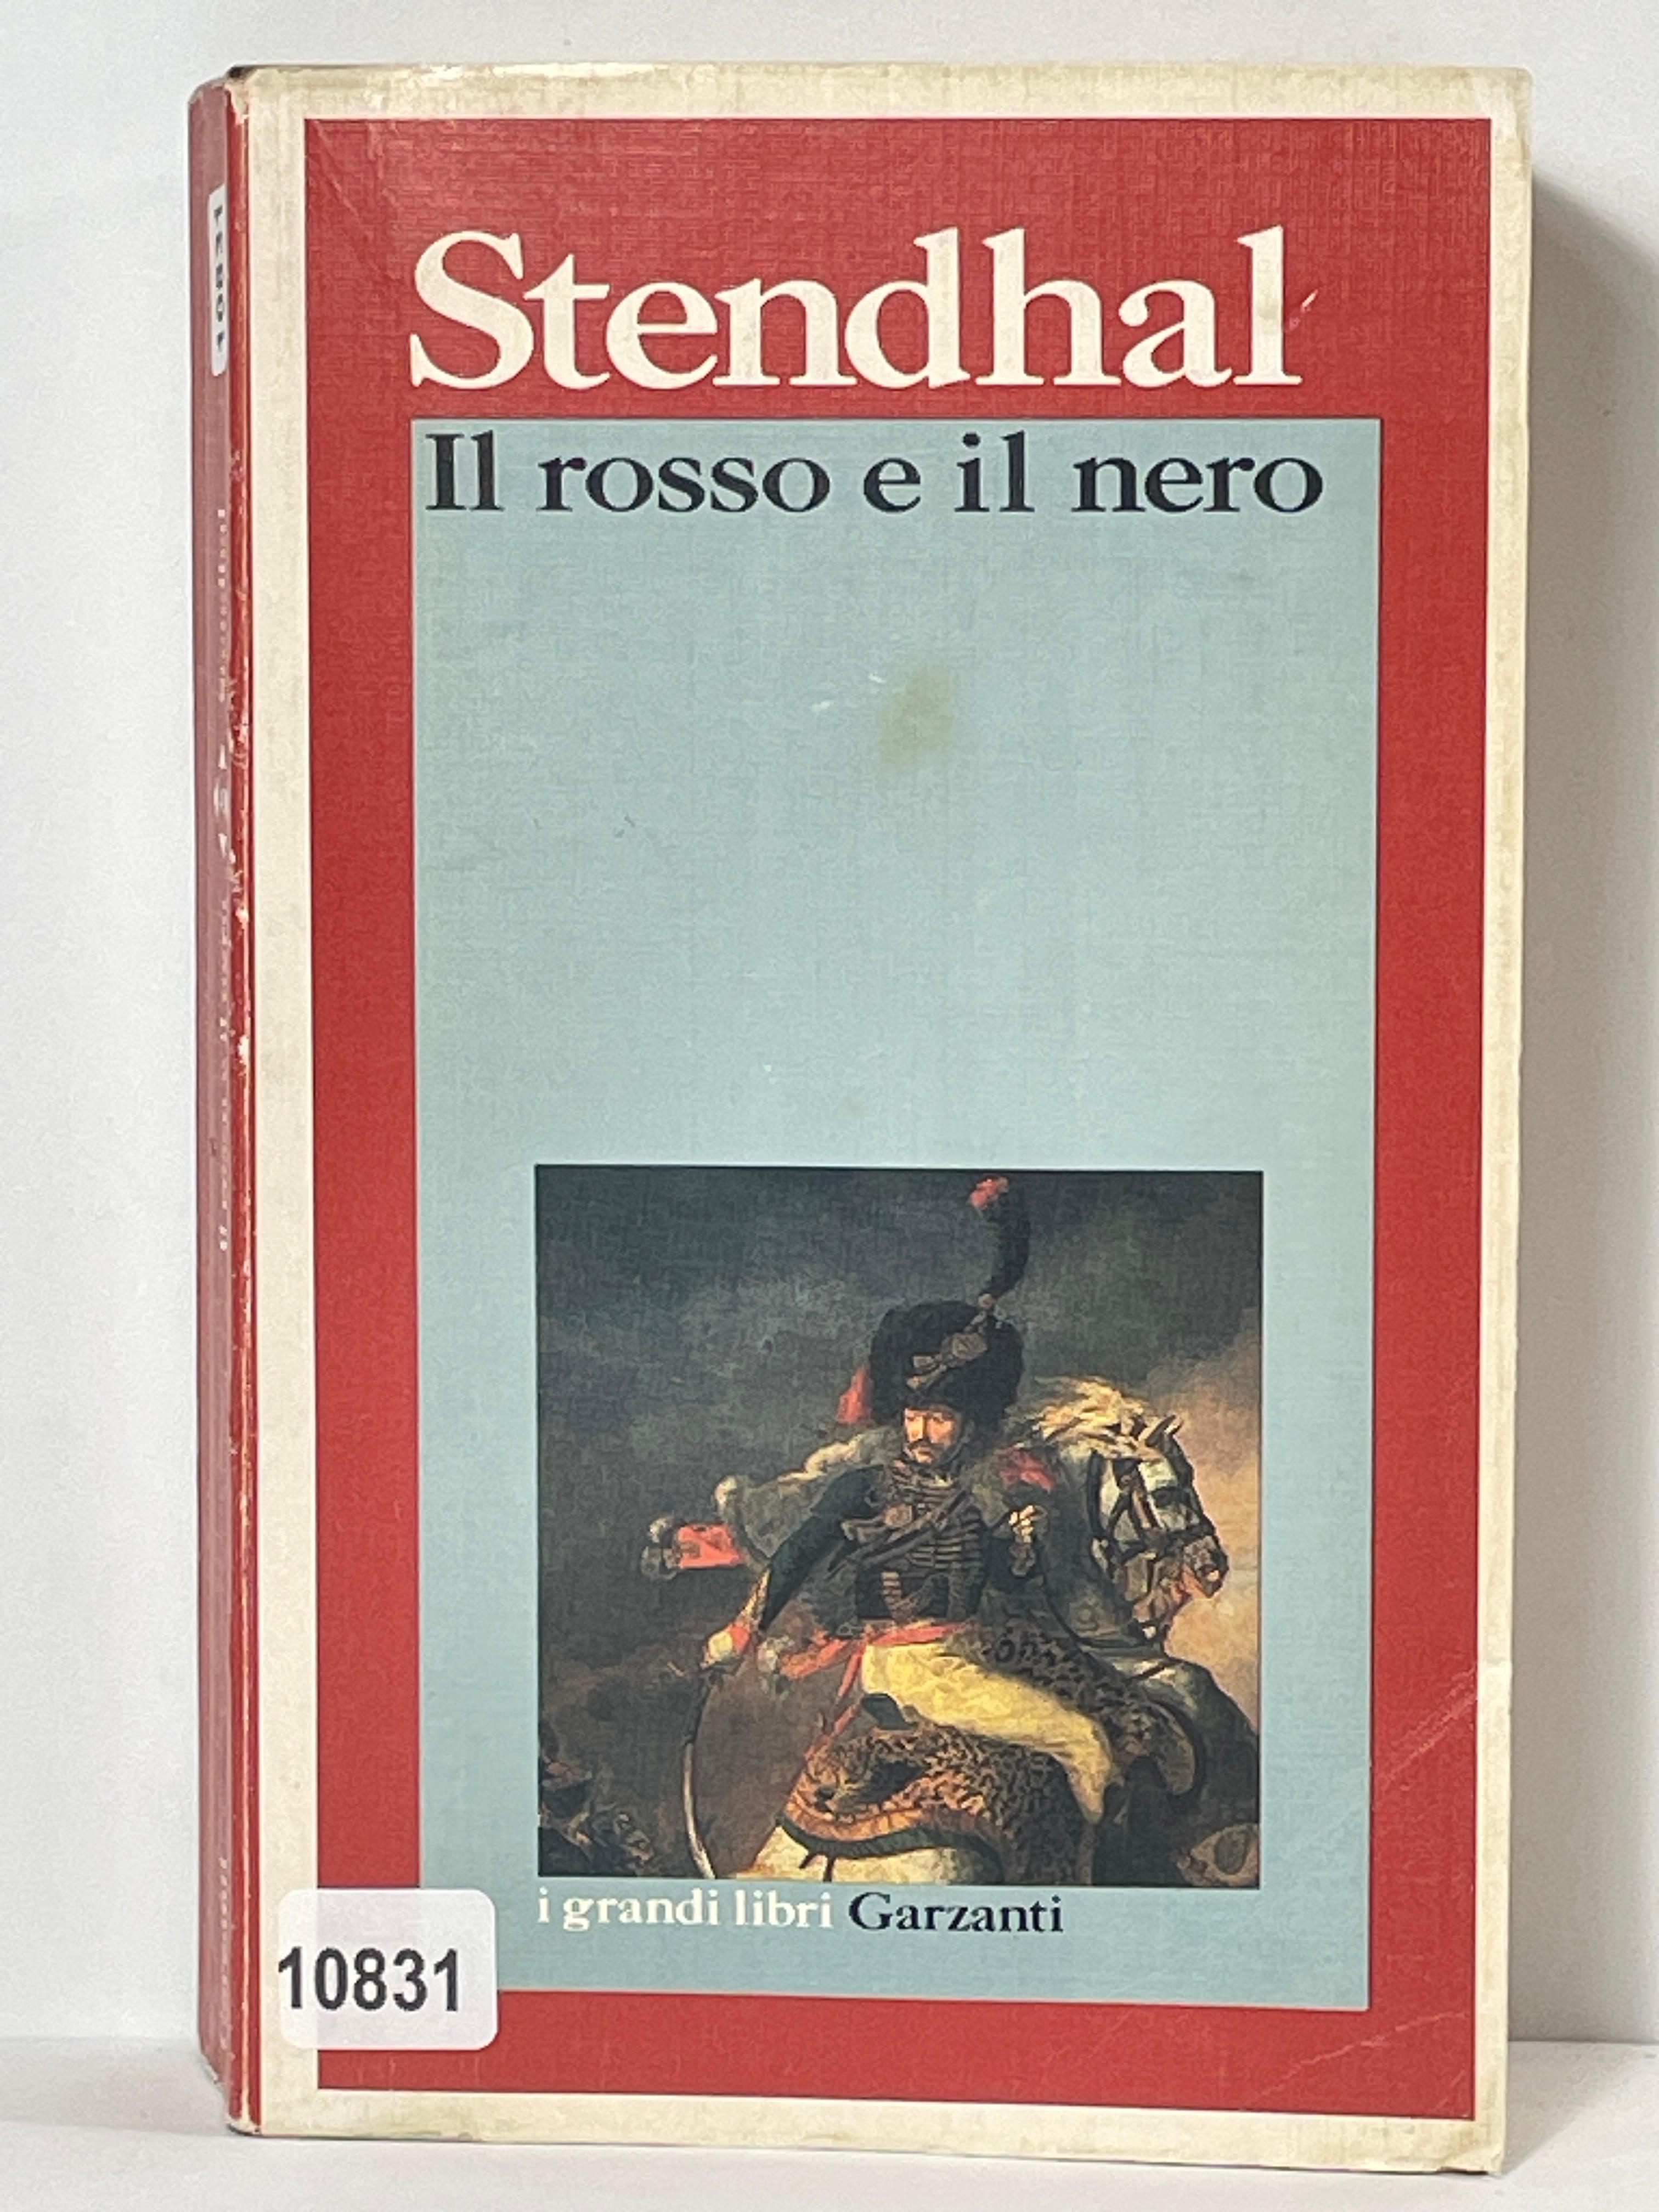 Stendhal
Il rosso e il nero
i grandi libri Garzanti
10831